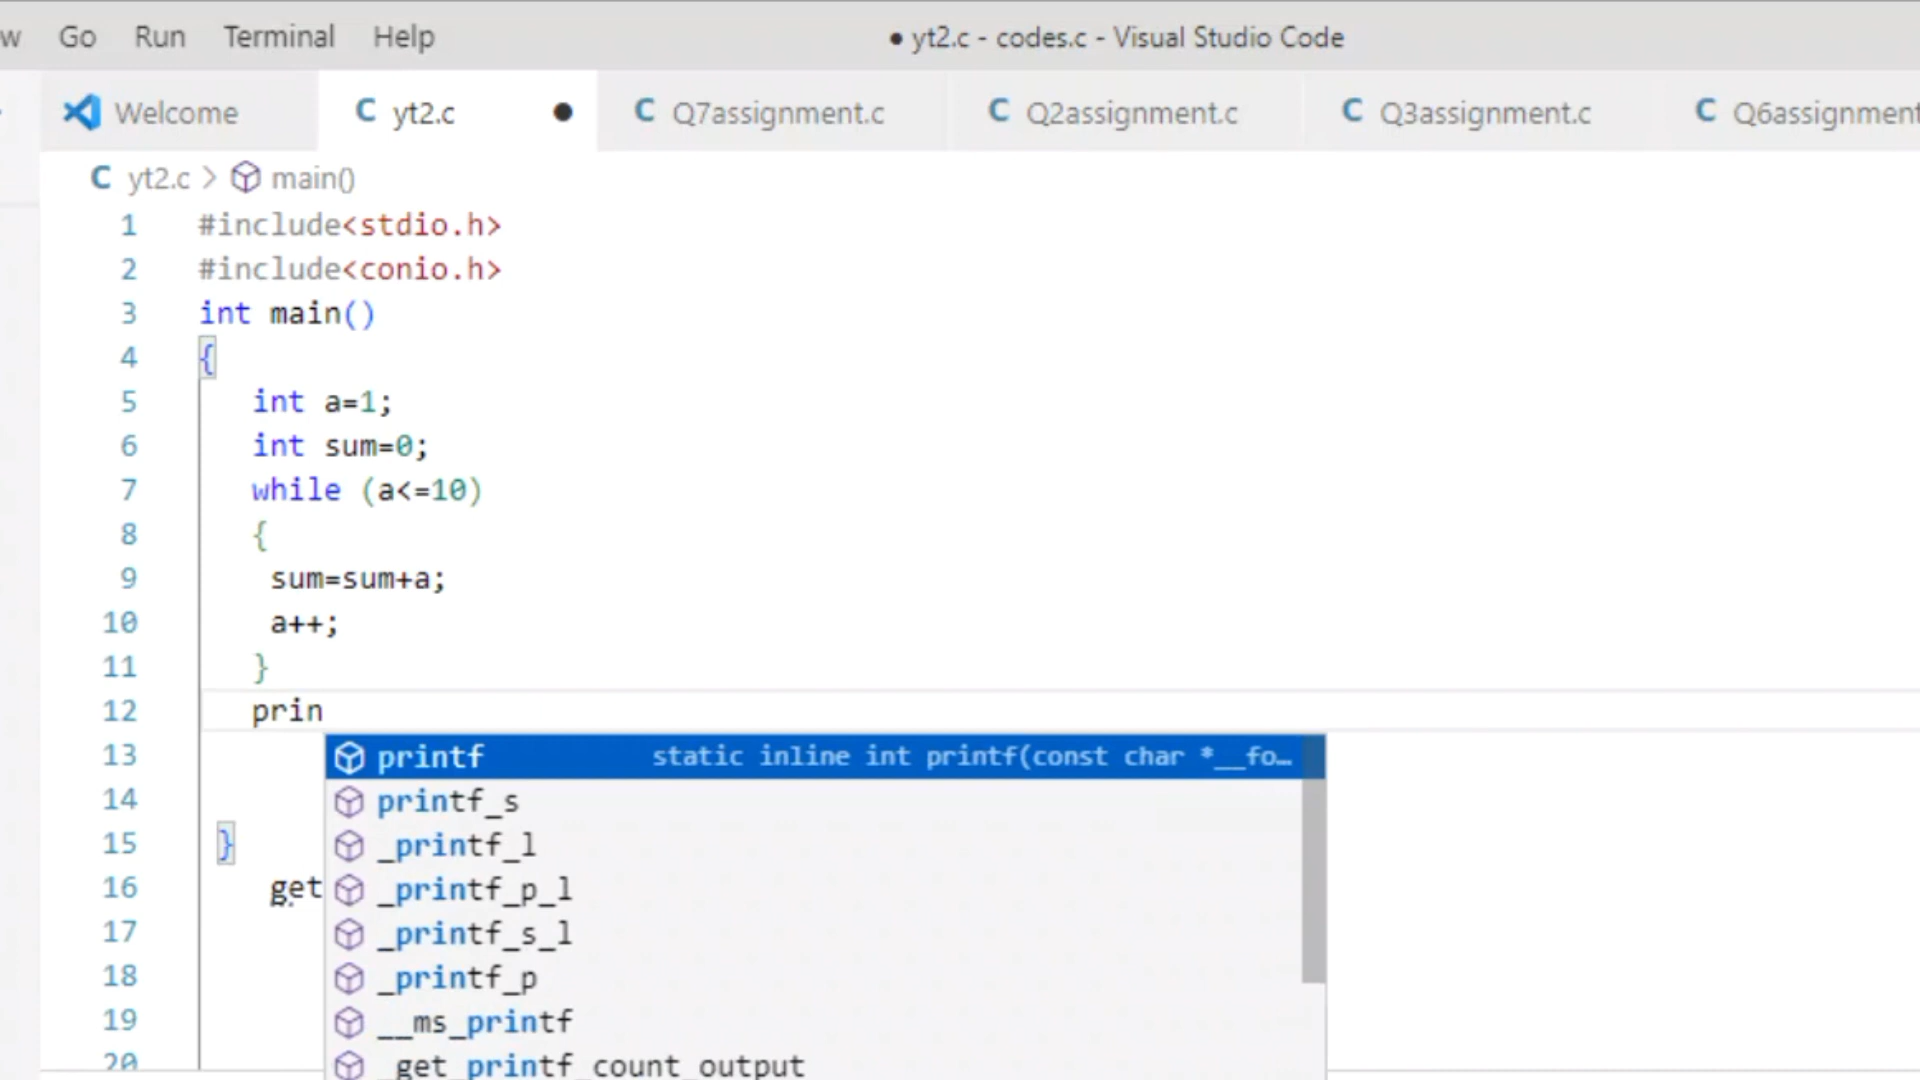 w Go Run Terminal Help ● yt2.c - codes.c - Visual Studio Code
Welcome C yt2.c ● C Q7assignment.c C Q2assignment.c C Q3assignment.c C Q6assignment
C yt2.c > main()
1 #include<stdio.h>
2 #include<conio.h>
3 int main()
4 {
5 int a=1;
6 int sum=0;
7 while (a<=10)
8 {
9 sum=sum+a;
10 a++;
11 }
12 prin
13 printf static inline int printf(const char *__fo…
14 printf_s
15 } _printf_l
16 get _printf_p_l
17 _printf_s_l
18 _printf_p
19 __ms_printf
20 _get_printf_count_output